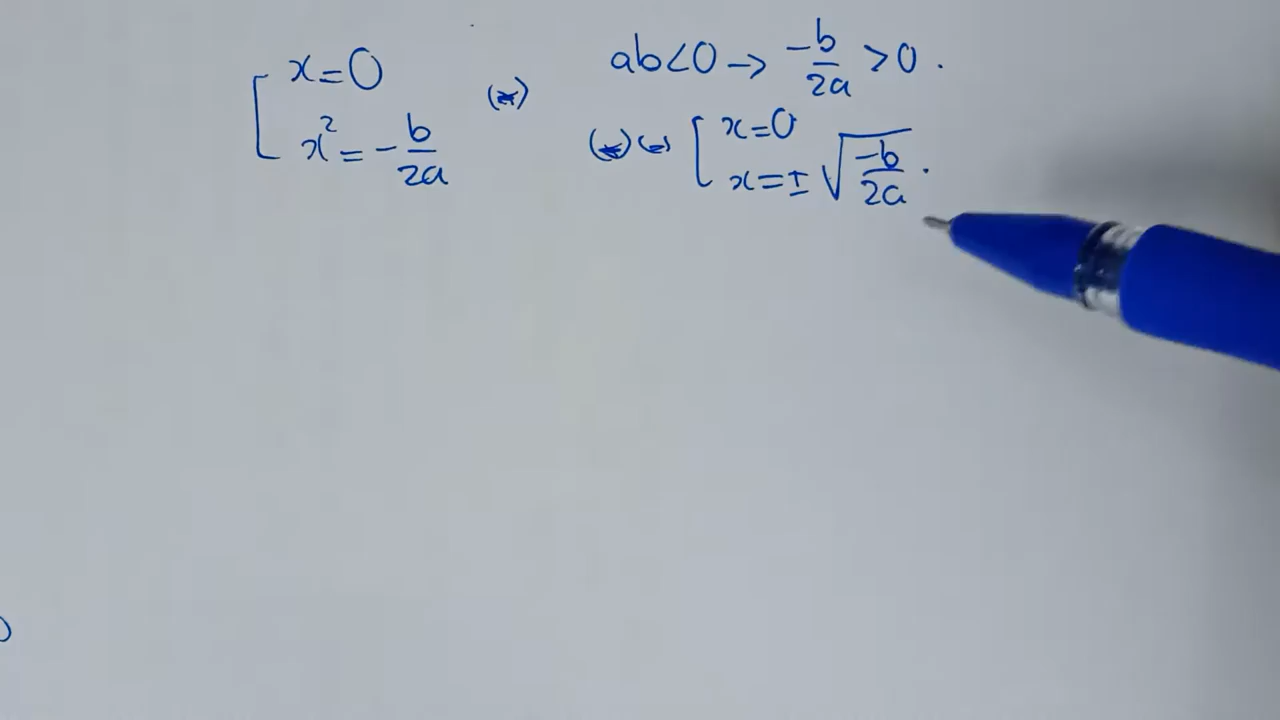 x=0
x²=-b/2a (*)
ab<0 → -b/2a >0 .
(*) (=) [ x=0
x=± √(-b/2a) .